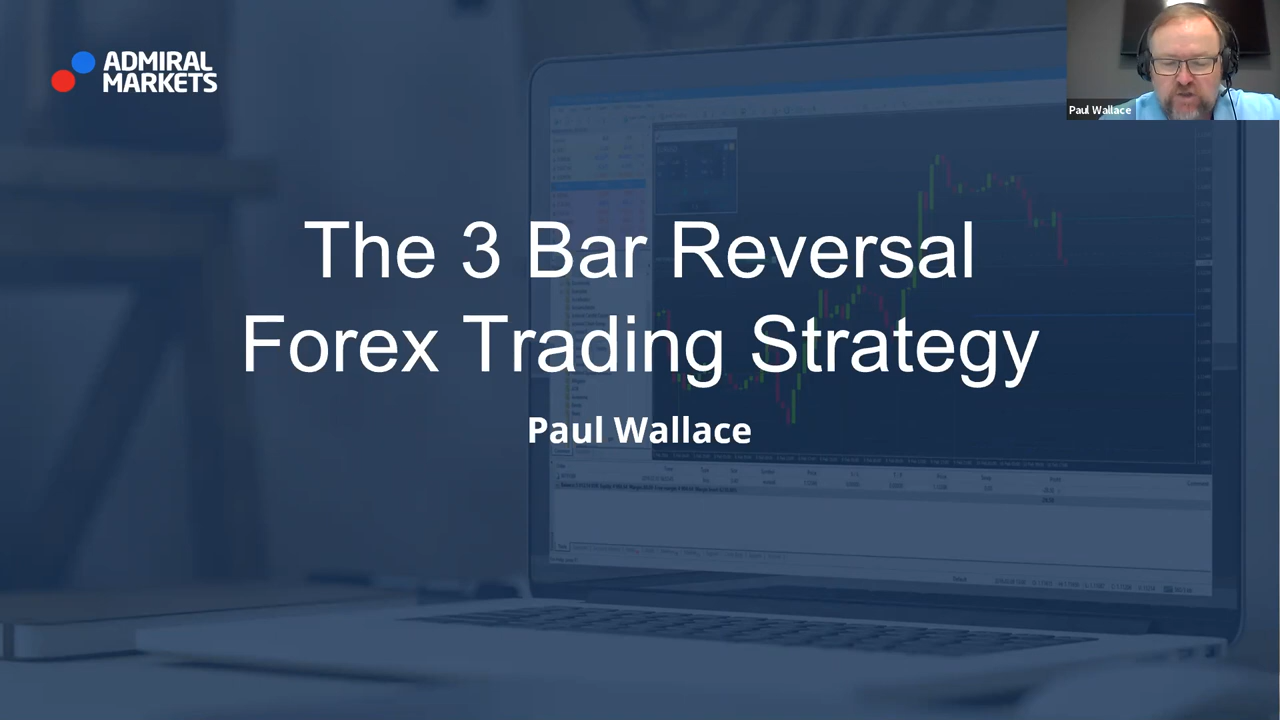 ADMIRAL
MARKETS
Paul Wallace
The 3 Bar Reversal
Forex Trading Strategy
Paul Wallace